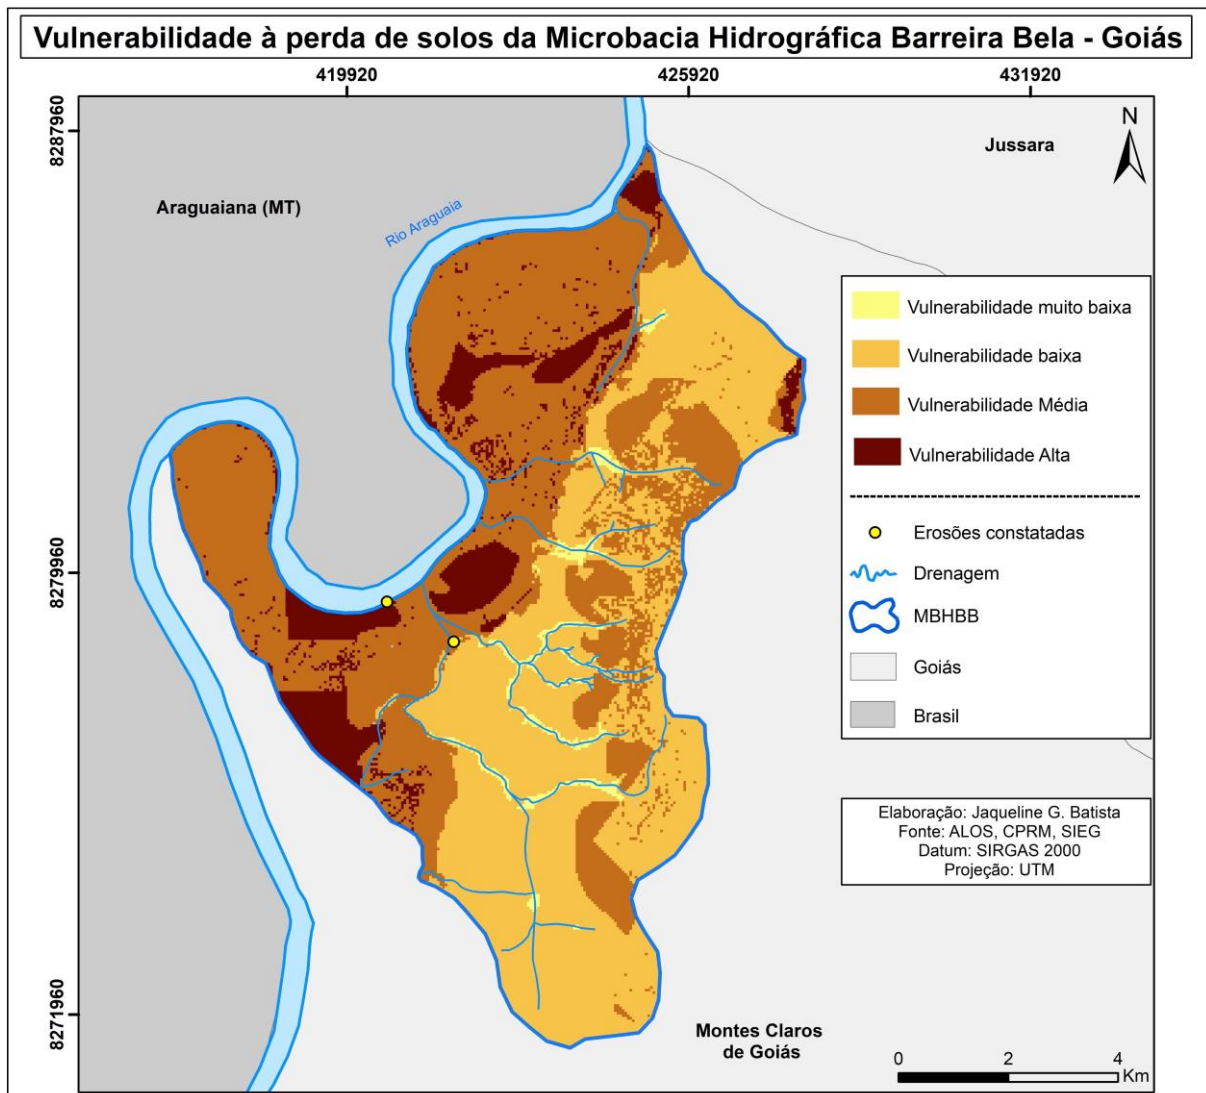 Vulnerabilidade à perda de solos da Microbacia Hidrográfica Barreira Bela - Goiás
419920
425920
431920
8287960
8279960
8271960
N
Jussara
Araguaiana (MT)
Rio Araguaia
Vulnerabilidade muito baixa
Vulnerabilidade baixa
Vulnerabilidade Média
Vulnerabilidade Alta
Erosões constatadas
Drenagem
MBHBB
Goiás
Brasil
Elaboração: Jaqueline G. Batista
Fonte: ALOS, CPRM, SIEG
Datum: SIRGAS 2000
Projeção: UTM
Montes Claros
de Goiás
0 2 4
Km